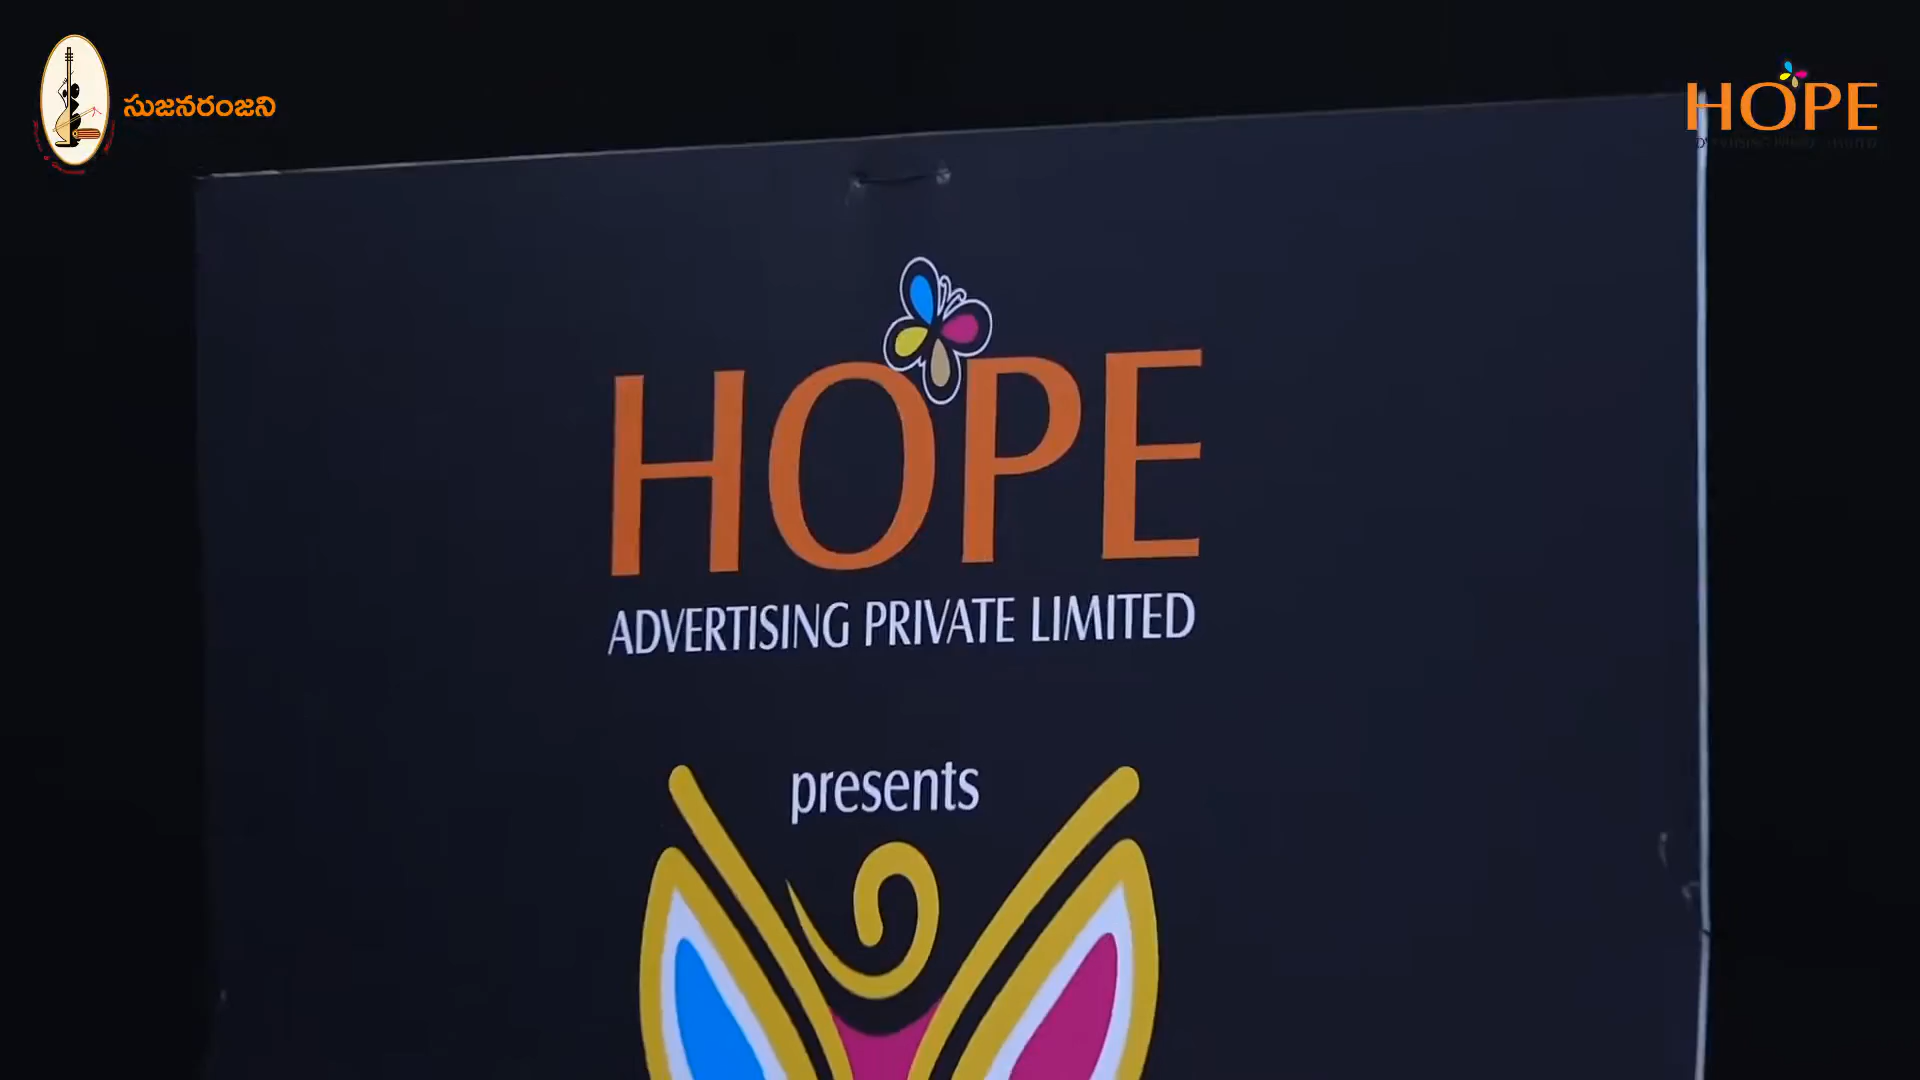 సుజనరంజని
HOPE
HOPE
ADVERTISING PRIVATE LIMITED
presents